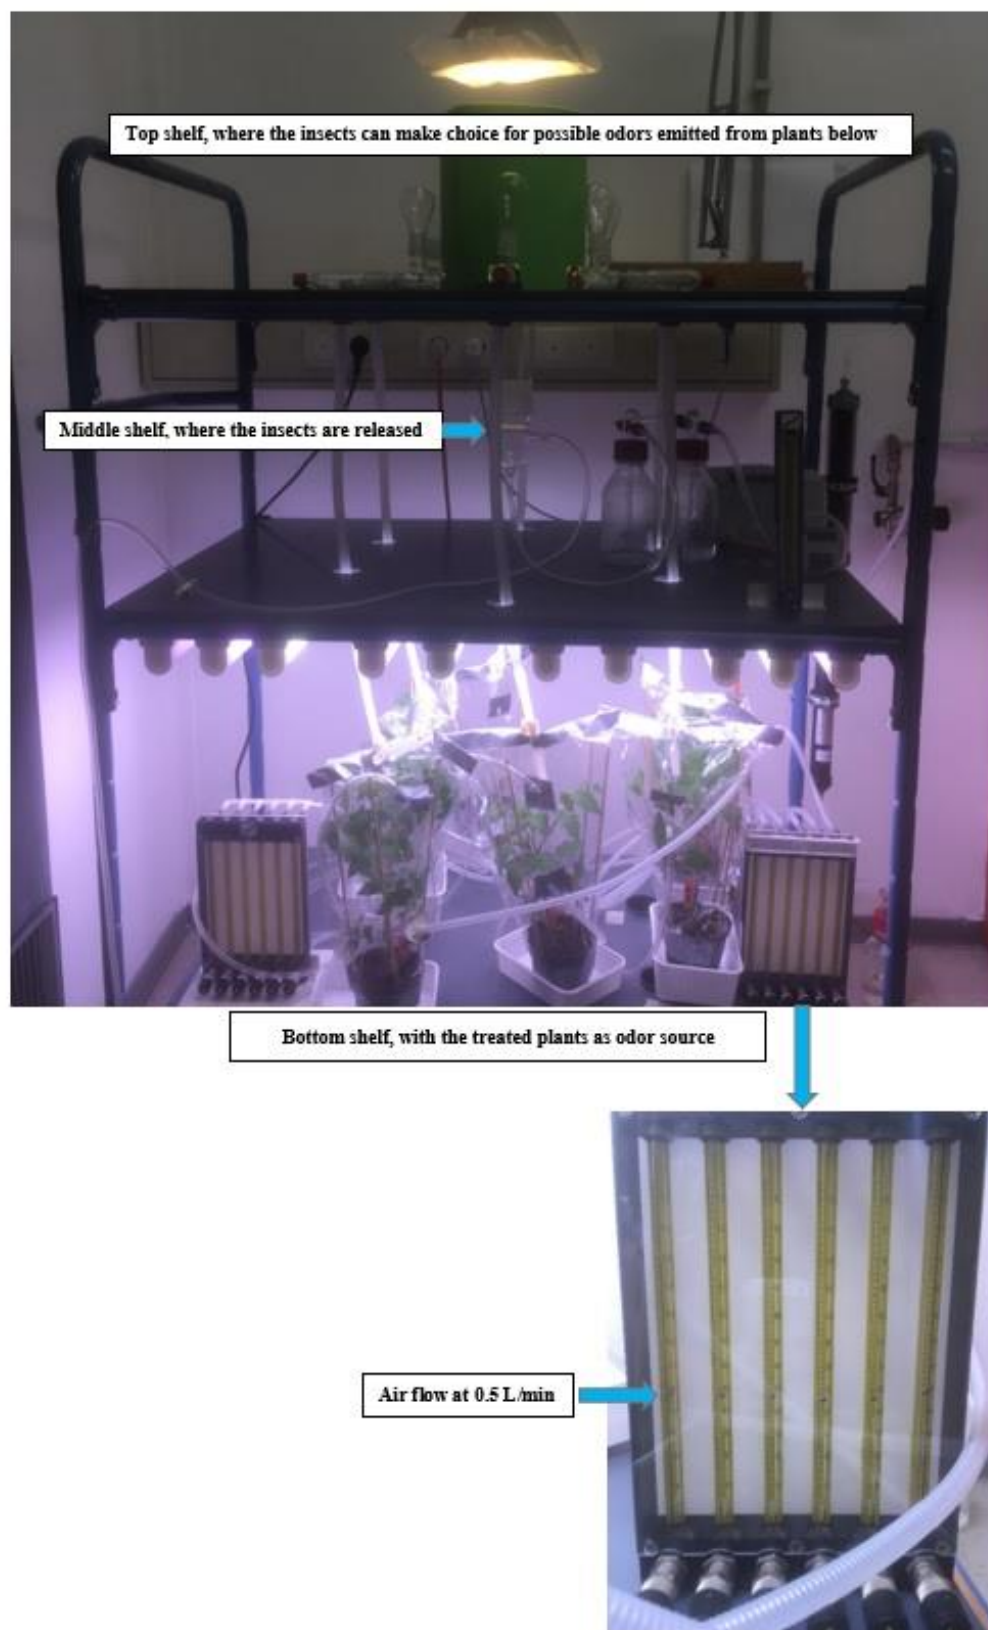 Top shelf, where the insects can make choice for possible odors emitted from plants below
Middle shelf, where the insects are released
Bottom shelf, with the treated plants as odor source
Air flow at 0.5 L/min